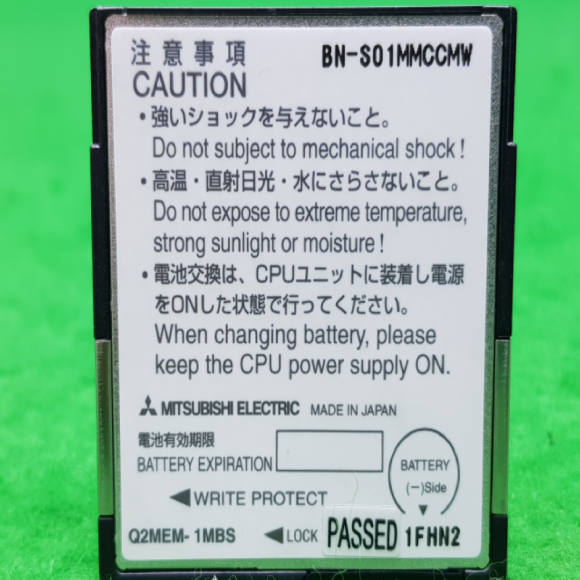 注意事項 BN-S01MMCCMW
CAUTION
・強いショックを与えないこと。
Do not subject to mechanical shock!
・高温・直射日光・水にさらさないこと。
Do not expose to extreme temperature,
strong sunlight or moisture!
・電池交換は、CPUユニットに装着し電源
をONした状態で行ってください。
When changing battery, please
keep the CPU power supply ON.
MITSUBISHI ELECTRIC MADE IN JAPAN
電池有効期限
BATTERY EXPIRATION
BATTERY
(-)Side
◀WRITE PROTECT
Q2MEM-1MBS ◀LOCK PASSED 1FHN2